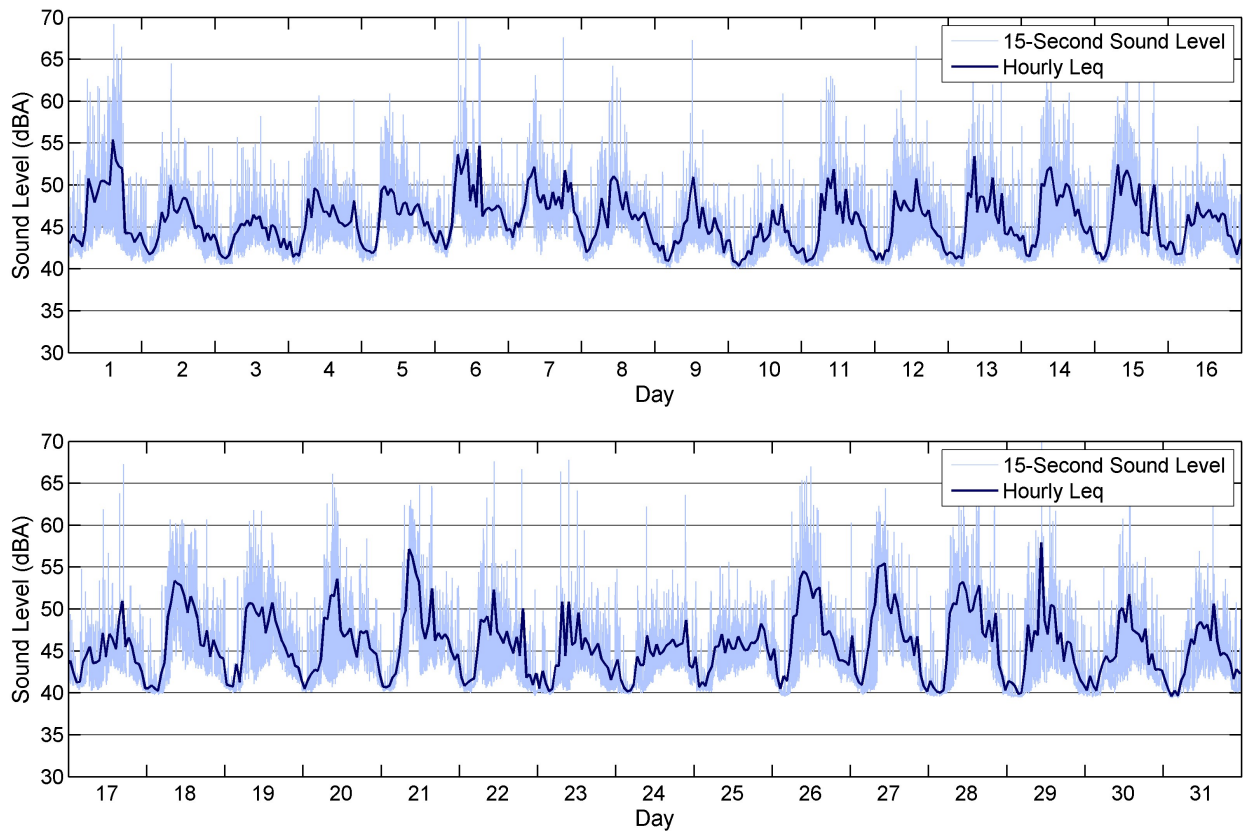 70
65
60
55
50
45
40
35
30
Sound Level (dBA)
15-Second Sound Level
Hourly Leq
1 2 3 4 5 6 7 8 9 10 11 12 13 14 15 16
Day
70
65
60
55
50
45
40
35
30
Sound Level (dBA)
15-Second Sound Level
Hourly Leq
17 18 19 20 21 22 23 24 25 26 27 28 29 30 31
Day